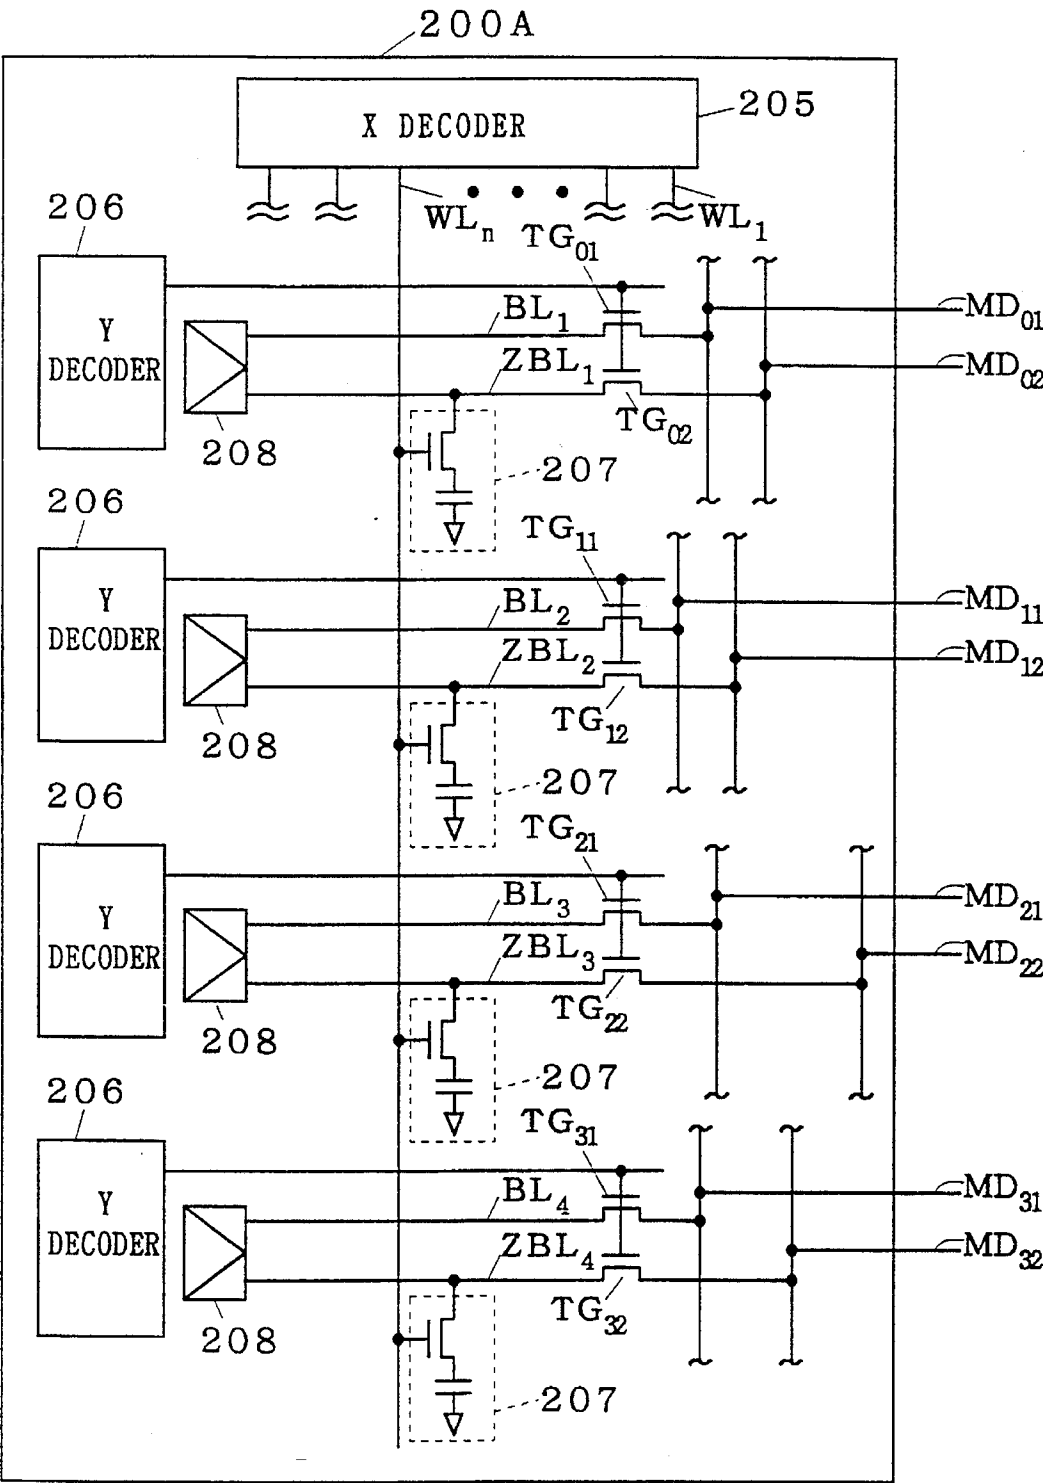 200A
X DECODER
205
WLn
WL1
206
TG01
Y
DECODER
BL1
ZBL1
MD01
MD02
TG02
208
207
206
TG11
Y
DECODER
BL2
ZBL2
MD11
MD12
TG12
208
207
206
TG21
Y
DECODER
BL3
ZBL3
MD21
MD22
TG22
208
207
206
TG31
Y
DECODER
BL4
ZBL4
MD31
MD32
TG32
208
207